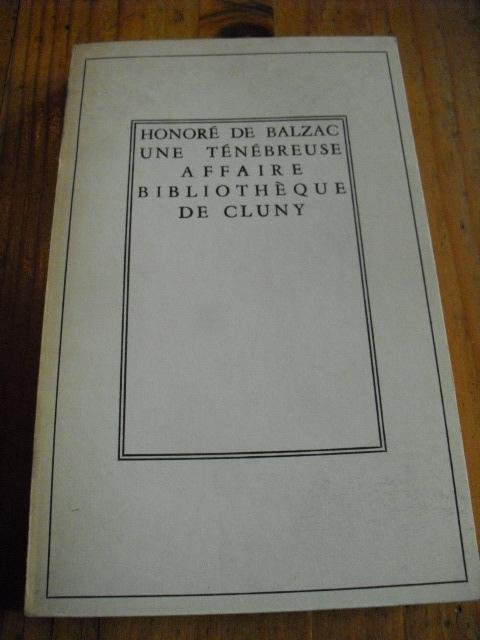 HONORÉ DE BALZAC
UNE TÉNÉBREUSE
AFFAIRE
BIBLIOTHÈQUE
DE CLUNY